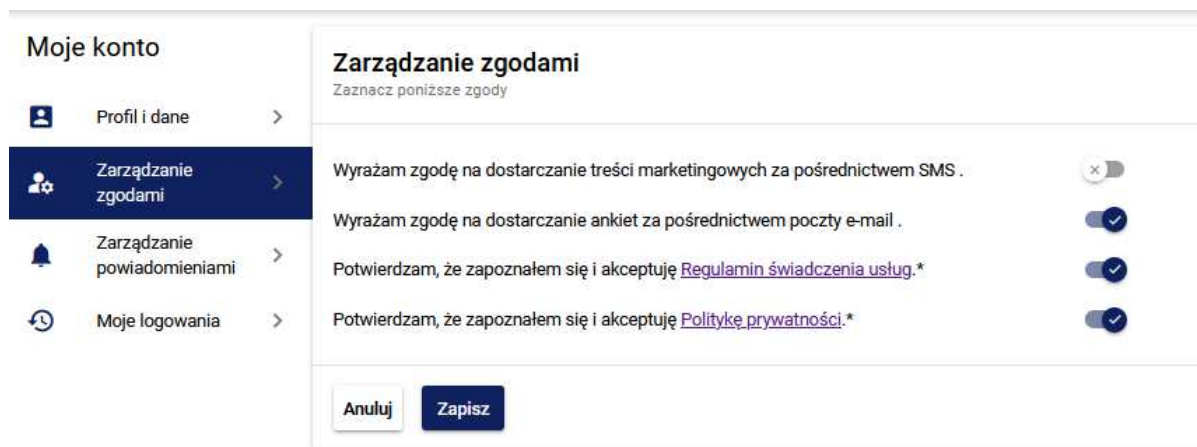 Moje konto
Profil i dane
Zarządzanie
zgodami
Zarządzanie
powiadomieniami
Moje logowania
Zarządzanie zgodami
Zaznacz poniższe zgody
Wyrażam zgodę na dostarczanie treści marketingowych za pośrednictwem SMS .
Wyrażam zgodę na dostarczanie ankiet za pośrednictwem poczty e-mail .
Potwierdzam, że zapoznałem się i akceptuję Regulamin świadczenia usług.*
Potwierdzam, że zapoznałem się i akceptuję Politykę prywatności.*
Anuluj
Zapisz